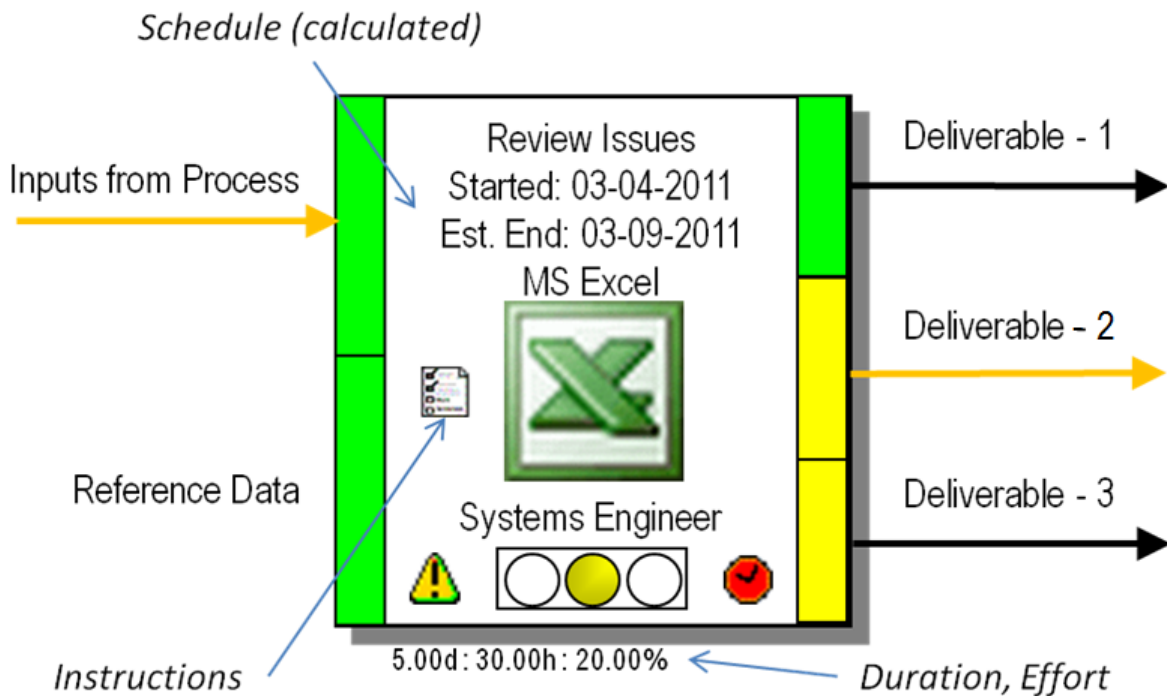 Schedule (calculated)
Review Issues
Started: 03-04-2011
Est. End: 03-09-2011
MS Excel
Inputs from Process
Reference Data
Systems Engineer
Deliverable - 1
Deliverable - 2
Deliverable - 3
5.00d: 30.00h: 20.00%
Instructions
Duration, Effort